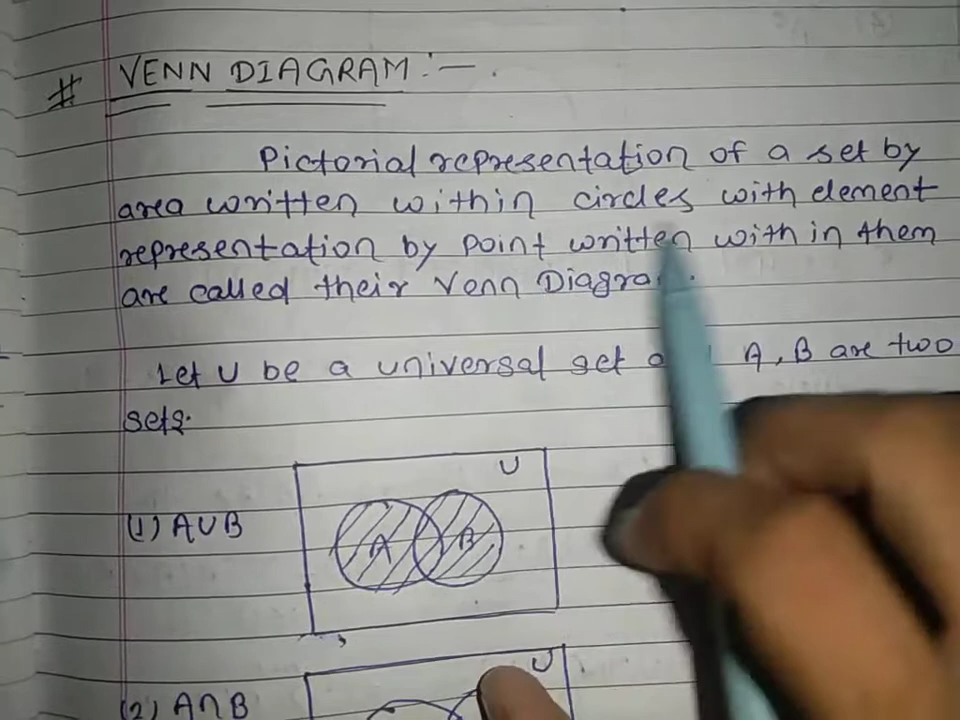 # VENN DIAGRAM :-.
Pictorial representation of a set by
area written within circles with element
representation by point written with in them
are called their Venn Diagra
Let U be a universal set A, B are two
sets.
U
(1) A∪B
A B
U
(2) A∩B